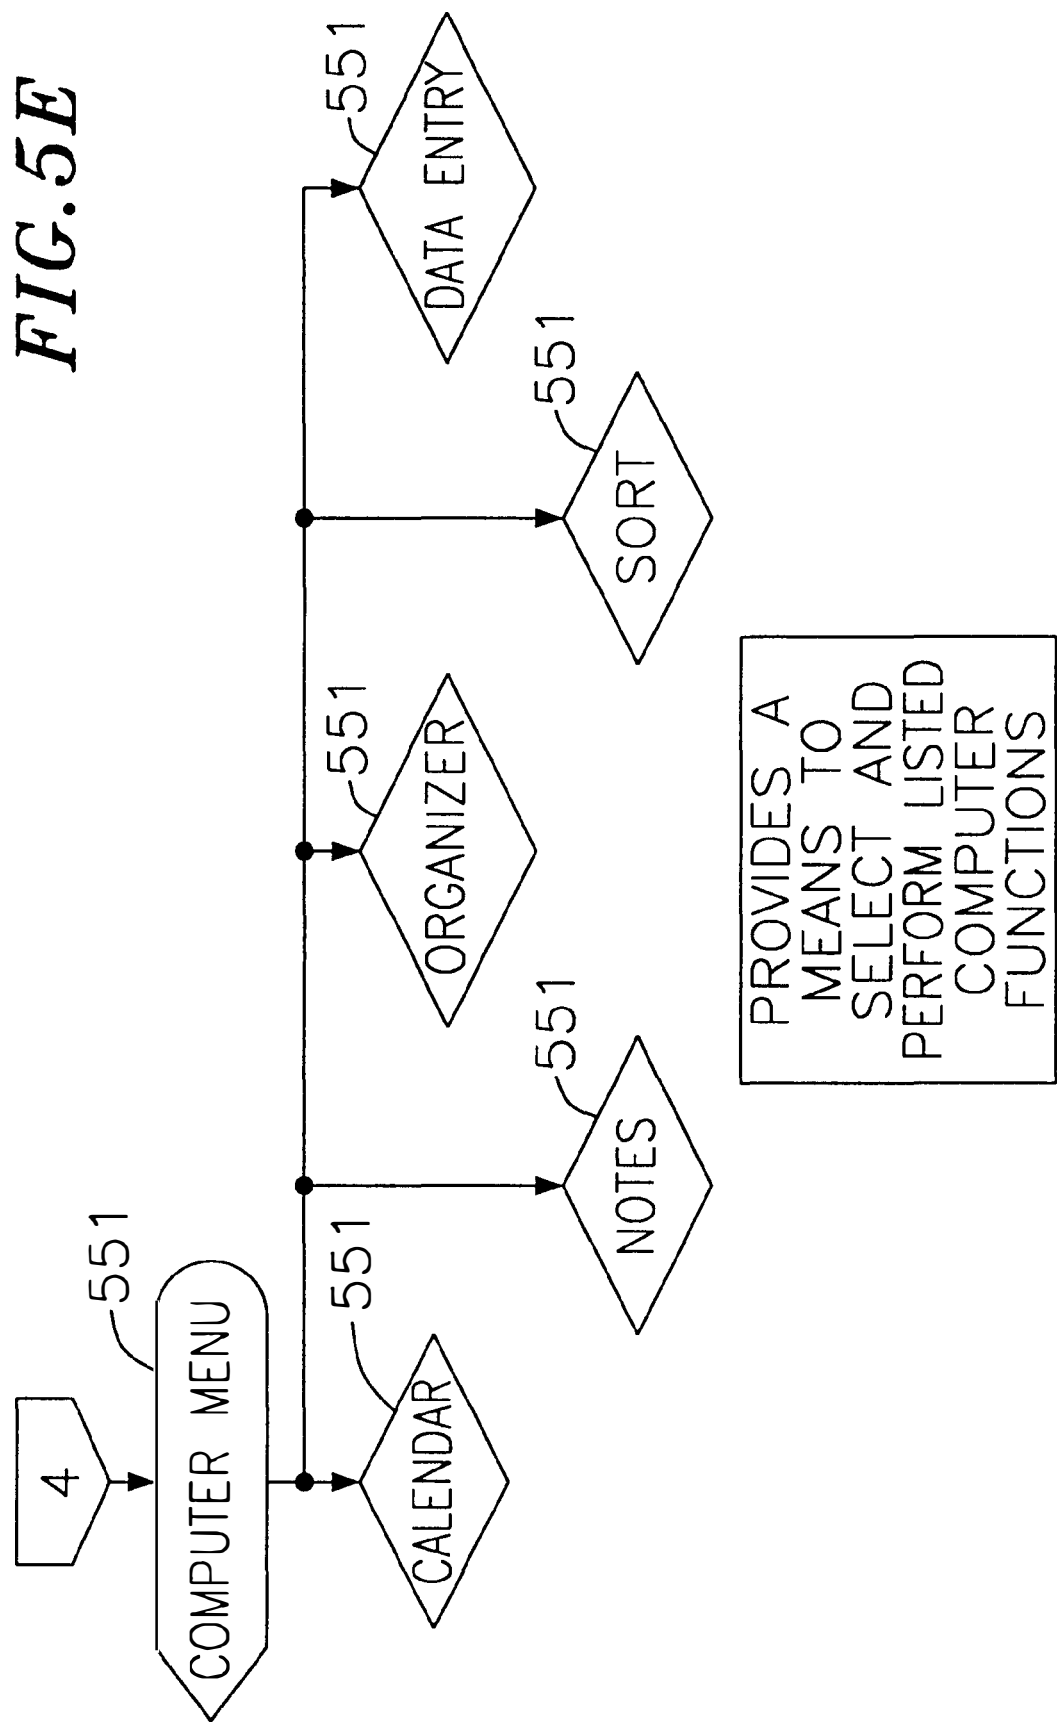 FIG.5E
4
551
COMPUTER MENU
551
CALENDAR
551
NOTES
551
ORGANIZER
551
SORT
551
DATA ENTRY
PROVIDES A
MEANS TO
SELECT AND
PERFORM LISTED
COMPUTER
FUNCTIONS